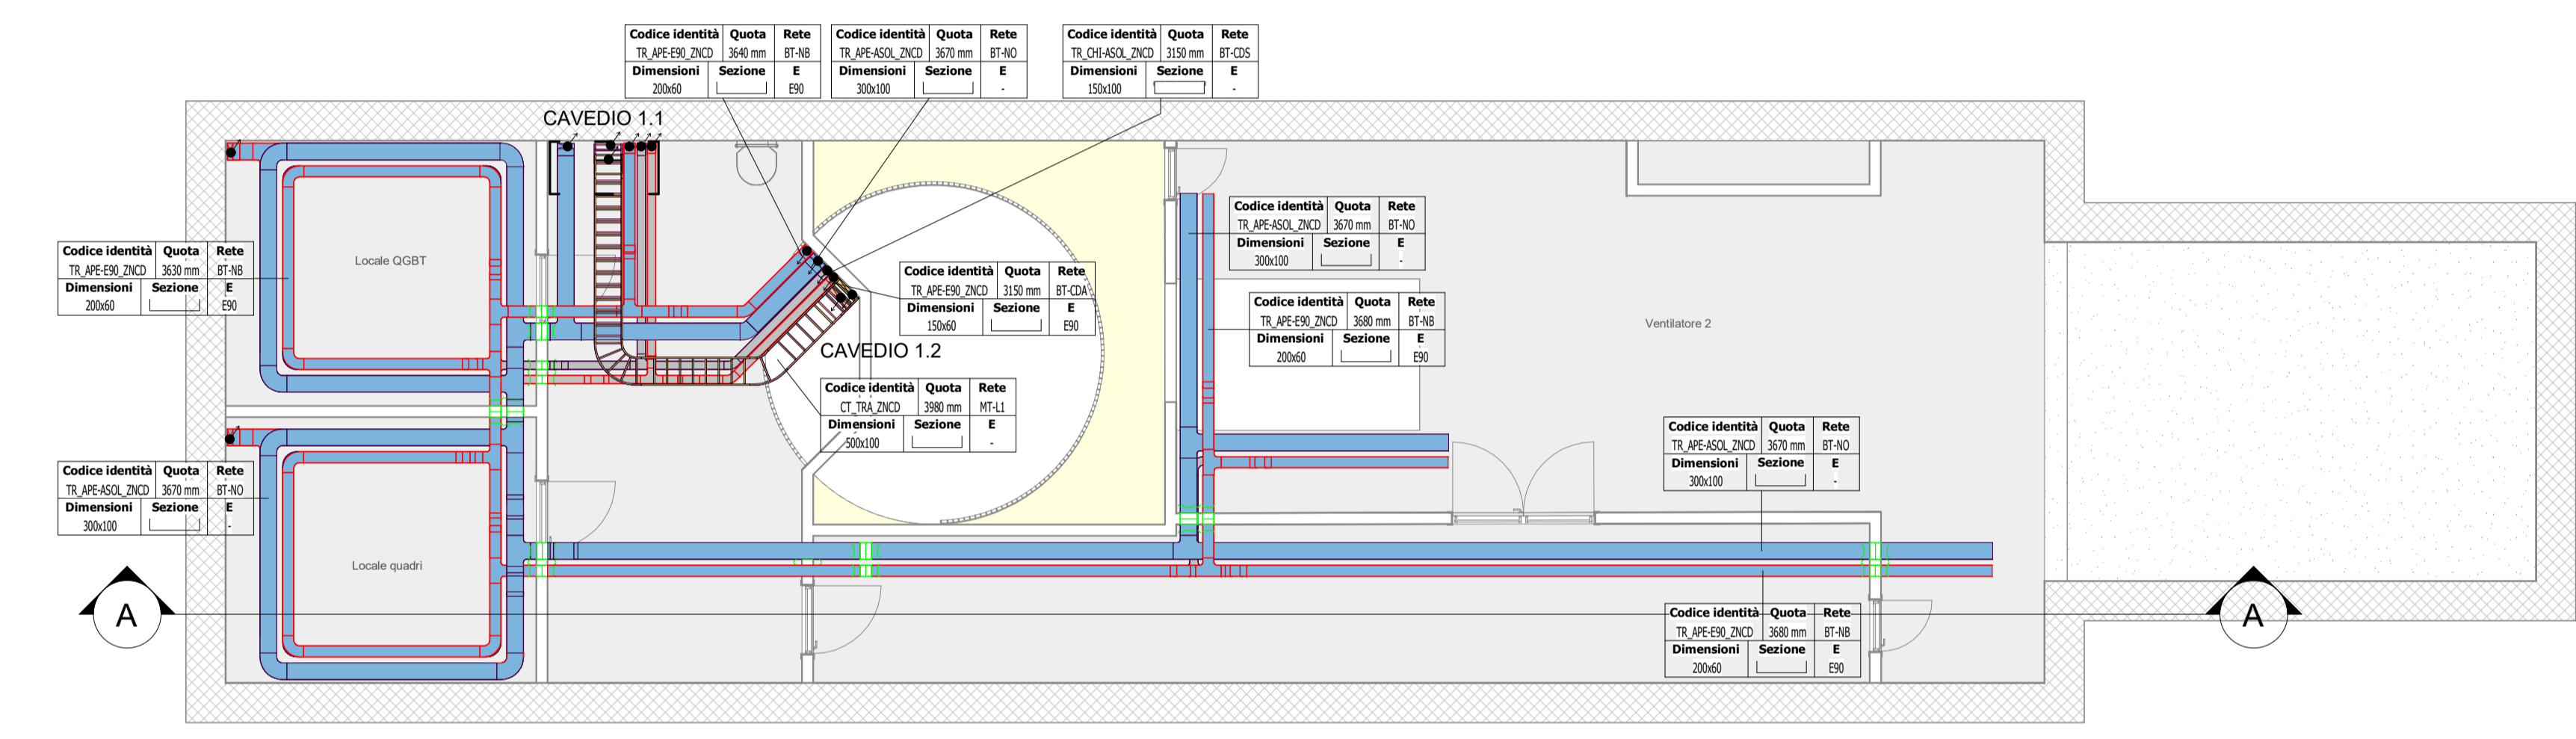 Codice identità Quota Rete
TR_APE-E90_ZNCD 3640 mm BT-NB
Dimensioni Sezione E
200x60 E90
Codice identità Quota Rete
TR_APE-ASOL_ZNCD 3670 mm BT-NO
Dimensioni Sezione E
300x100 -
Codice identità Quota Rete
TR_CHI-ASOL_ZNCD 3150 mm BT-CDS
Dimensioni Sezione E
150x100 -
CAVEDIO 1.1
Codice identità Quota Rete
TR_APE-ASOL_ZNCD 3670 mm BT-NO
Dimensioni Sezione E
300x100 -
Codice identità Quota Rete
TR_APE-E90_ZNCD 3630 mm BT-NB
Dimensioni Sezione E
200x60 E90
Locale QGBT
Codice identità Quota Rete
TR_APE-E90_ZNCD 3150 mm BT-CDA
Dimensioni Sezione E
150x60 E90
Codice identità Quota Rete
TR_APE-E90_ZNCD 3680 mm BT-NB
Dimensioni Sezione E
200x60 E90
Ventilatore 2
CAVEDIO 1.2
Codice identità Quota Rete
CT_TRA_ZNCD 3980 mm MT-L1
Dimensioni Sezione E
500x100 -
Codice identità Quota Rete
TR_APE-ASOL_ZNCD 3670 mm BT-NO
Dimensioni Sezione E
300x100 -
Codice identità Quota Rete
TR_APE-ASOL_ZNCD 3670 mm BT-NO
Dimensioni Sezione E
300x100 -
Locale quadri
A
A
Codice identità Quota Rete
TR_APE-E90_ZNCD 3680 mm BT-NB
Dimensioni Sezione E
200x60 E90